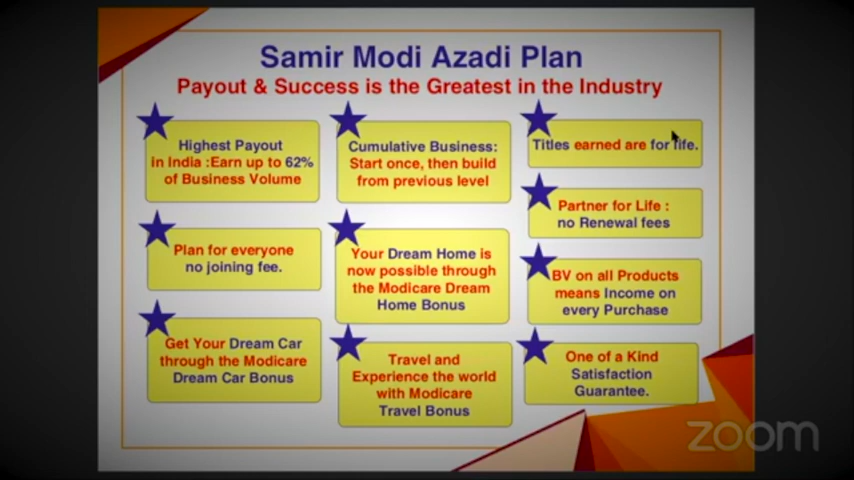 Samir Modi Azadi Plan
Payout & Success is the Greatest in the Industry
Highest Payout
in India :Earn up to 62%
of Business Volume
Cumulative Business:
Start once, then build
from previous level
Titles earned are for life.
Partner for Life :
no Renewal fees
Plan for everyone
no joining fee.
Your Dream Home is
now possible through
the Modicare Dream
Home Bonus
BV on all Products
means Income on
every Purchase
Get Your Dream Car
through the Modicare
Dream Car Bonus
Travel and
Experience the world
with Modicare
Travel Bonus
One of a Kind
Satisfaction
Guarantee.
zoom